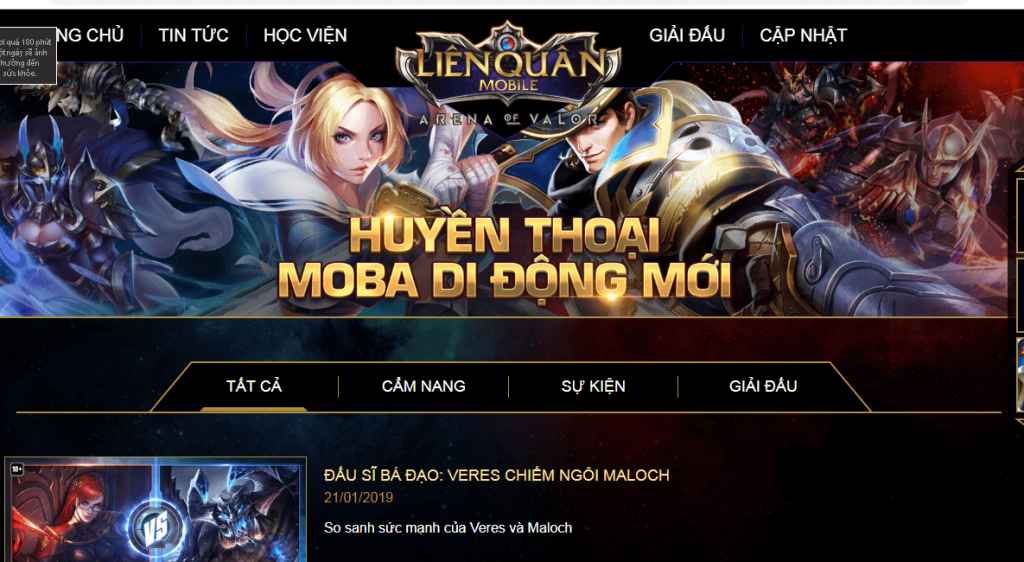 NG CHỦ
TIN TỨC
HỌC VIỆN
LIÊN QUÂN
MOBILE
ARENA OF VALOR
GIẢI ĐẤU
CẬP NHẬT
ơi quá 180 phút
ột ngày sẽ ảnh
hưởng đến
sức khỏe.
HUYỀN THOẠI
MOBA DI ĐỘNG MỚI
TẤT CẢ
CẨM NANG
SỰ KIỆN
GIẢI ĐẤU
18+
VS
ĐẤU SĨ BÁ ĐẠO: VERES CHIẾM NGÔI MALOCH
21/01/2019
So sanh sức mạnh của Veres và Maloch